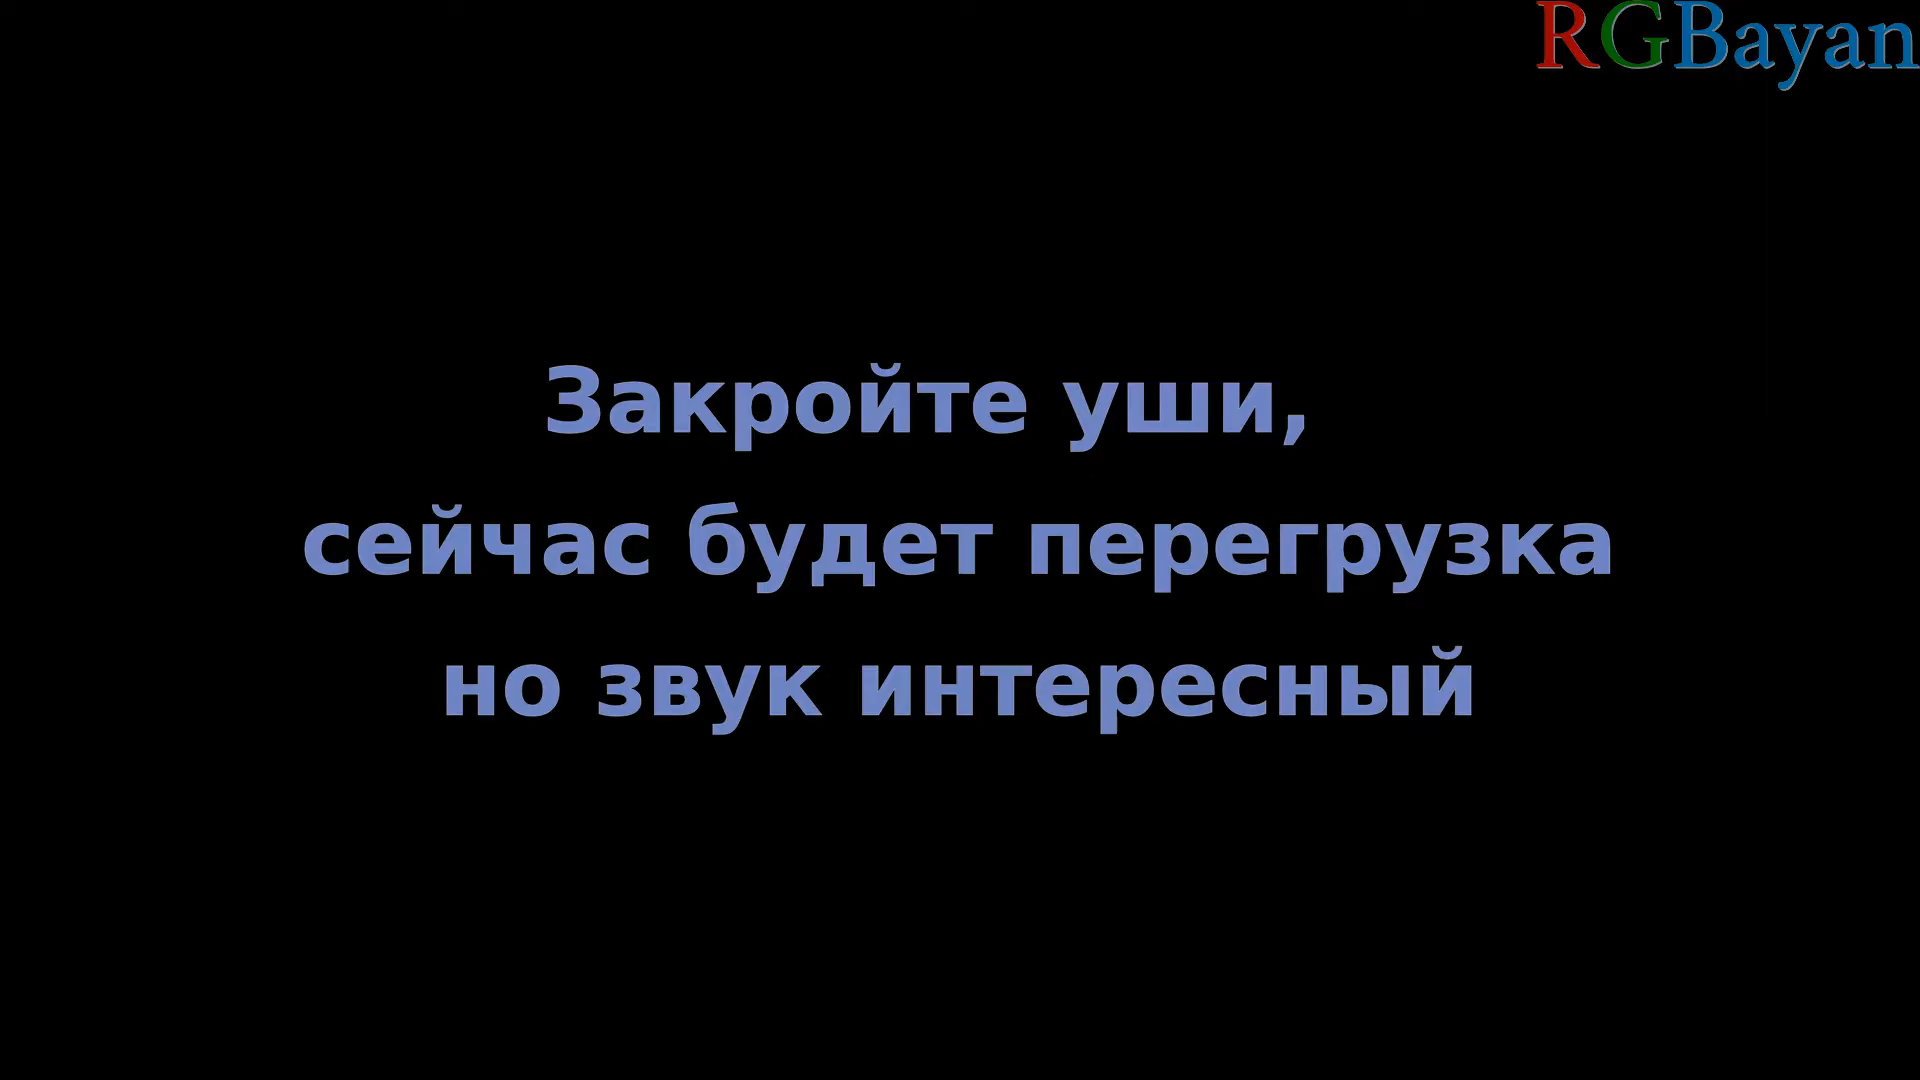 RGBayan
Закройте уши,
сейчас будет перегрузка
но звук интересный